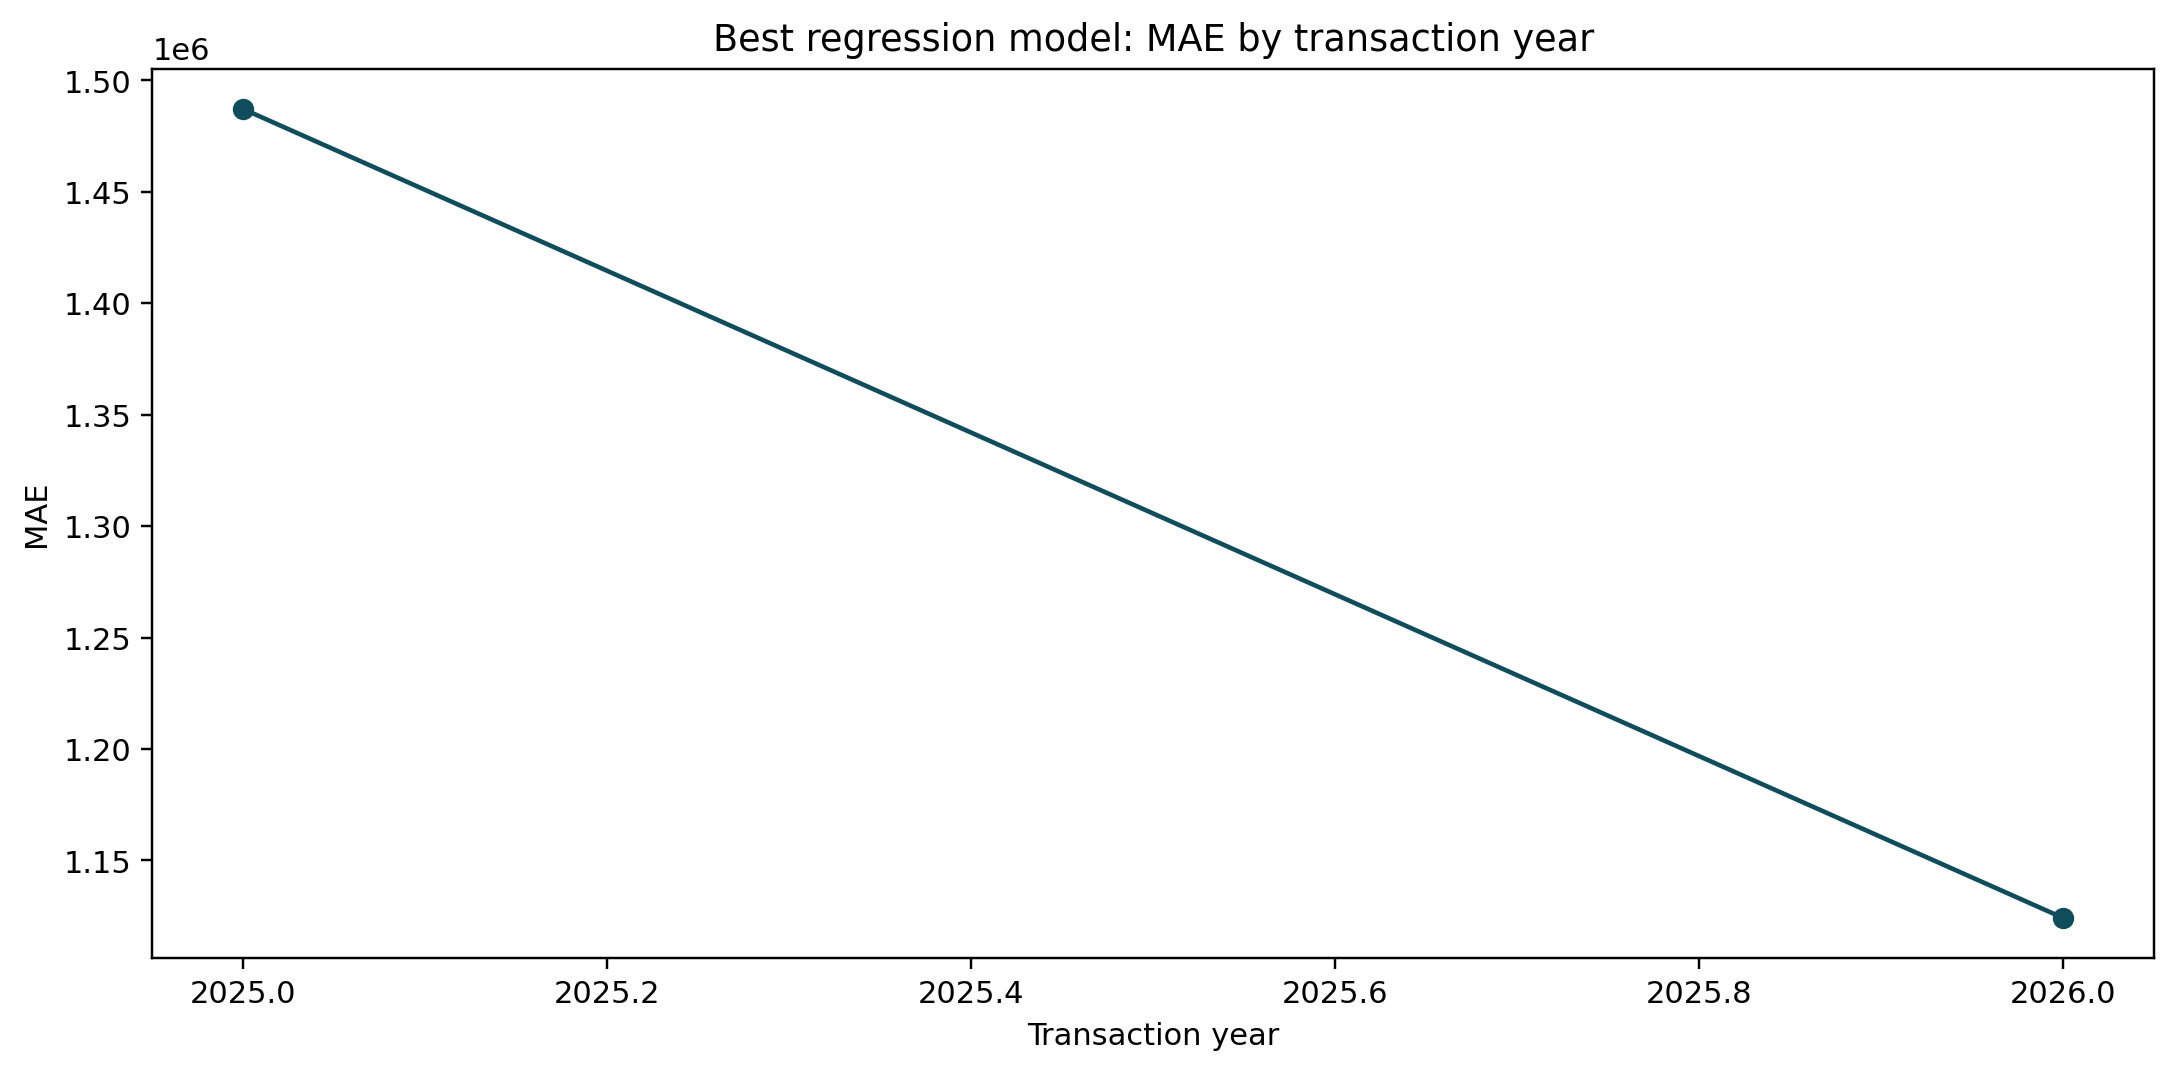 Best regression model: MAE by transaction year
1e6
1.50
1.45
1.40
1.35
1.30
1.25
1.20
1.15
MAE
2025.0 2025.2 2025.4 2025.6 2025.8 2026.0
Transaction year